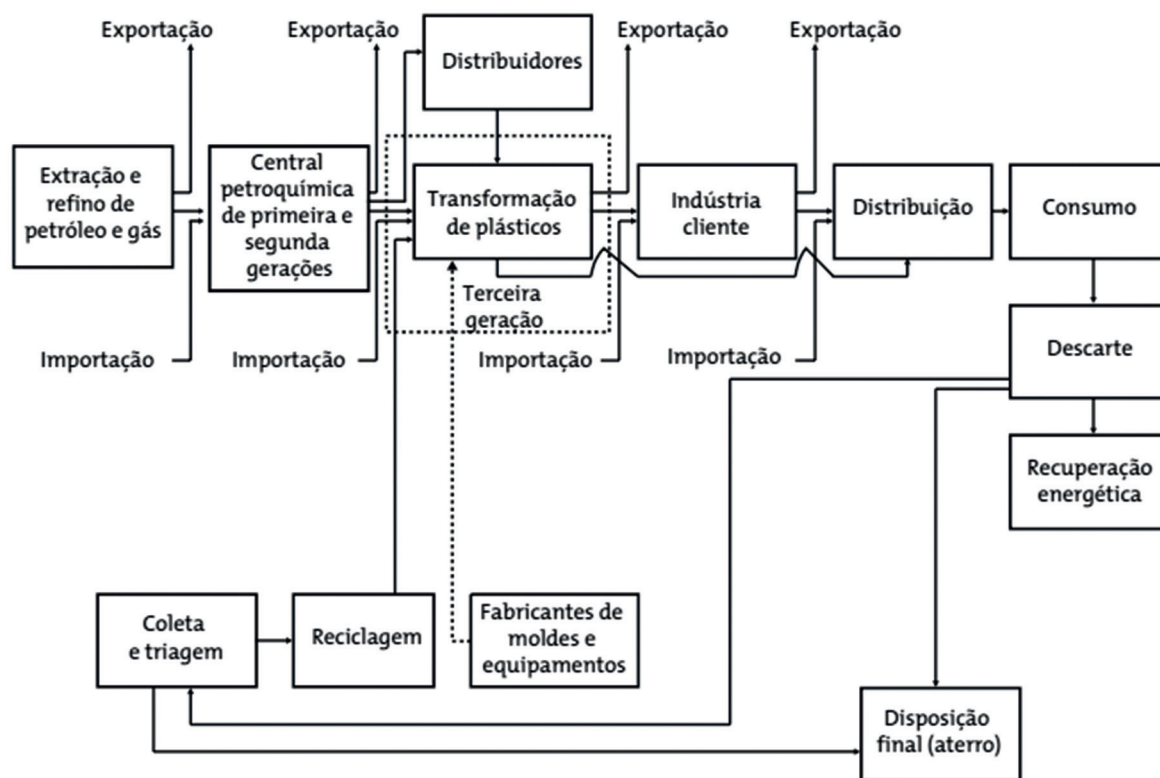 Exportação
Exportação
Exportação
Exportação
Distribuidores
Extração e
refino de
petróleo e gás
Central
petroquímica
de primeira e
segunda
gerações
Transformação
de plásticos
Indústria
cliente
Distribuição
Consumo
Terceira
geração
Importação
Importação
Importação
Importação
Descarte
Recuperação
energética
Coleta
e triagem
Reciclagem
Fabricantes de
moldes e
equipamentos
Disposição
final (aterro)